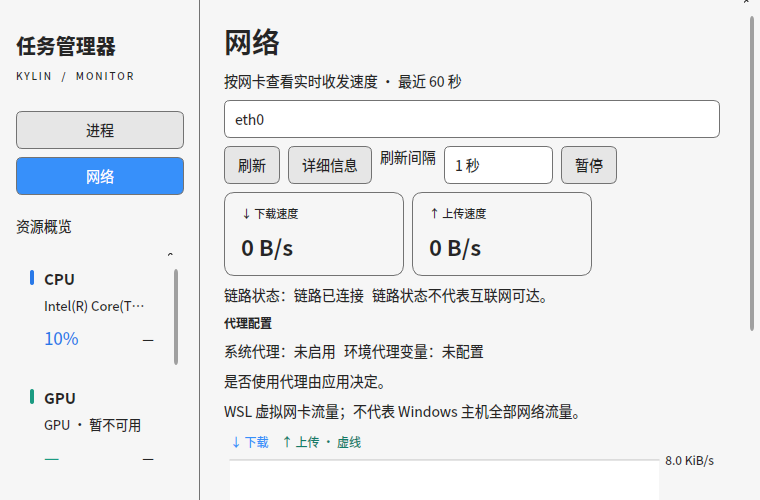 任务管理器
KYLIN / MONITOR
进程
网络
资源概览
CPU
Intel(R) Core(T…
10% —
GPU
GPU · 暂不可用
— —
网络
按网卡查看实时收发速度 · 最近 60 秒
eth0
刷新 详细信息 刷新间隔 1 秒 暂停
↓ 下载速度 ↑ 上传速度
0 B/s 0 B/s
链路状态：链路已连接 链路状态不代表互联网可达。
代理配置
系统代理：未启用 环境代理变量：未配置
是否使用代理由应用决定。
WSL 虚拟网卡流量；不代表 Windows 主机全部网络流量。
↓ 下载 ↑ 上传 · 虚线
8.0 KiB/s